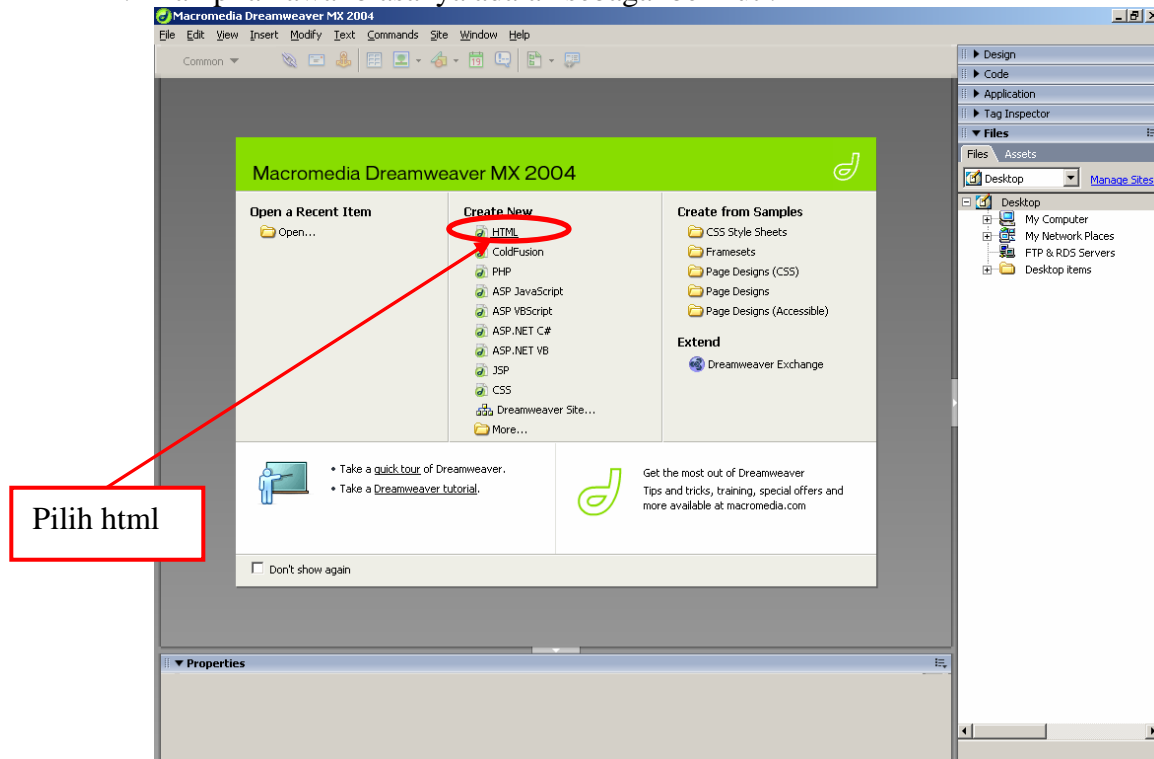 Macromedia Dreamweaver MX 2004
File Edit View Insert Modify Text Commands Site Window Help
Common
Design
Code
Application
Tag Inspector
Files
Files Assets
Desktop Manage Sites
Desktop
My Computer
My Network Places
FTP & RDS Servers
Desktop items
Macromedia Dreamweaver MX 2004
Open a Recent Item
Open...
Create New
HTML
ColdFusion
PHP
ASP JavaScript
ASP VBScript
ASP.NET C#
ASP.NET VB
JSP
CSS
Dreamweaver Site...
More...
Create from Samples
CSS Style Sheets
Framesets
Page Designs (CSS)
Page Designs
Page Designs (Accessible)
Extend
Dreamweaver Exchange
• Take a quick tour of Dreamweaver.
• Take a Dreamweaver tutorial.
Get the most out of Dreamweaver
Tips and tricks, training, special offers and
more available at macromedia.com
Pilih html
Don't show again
Properties